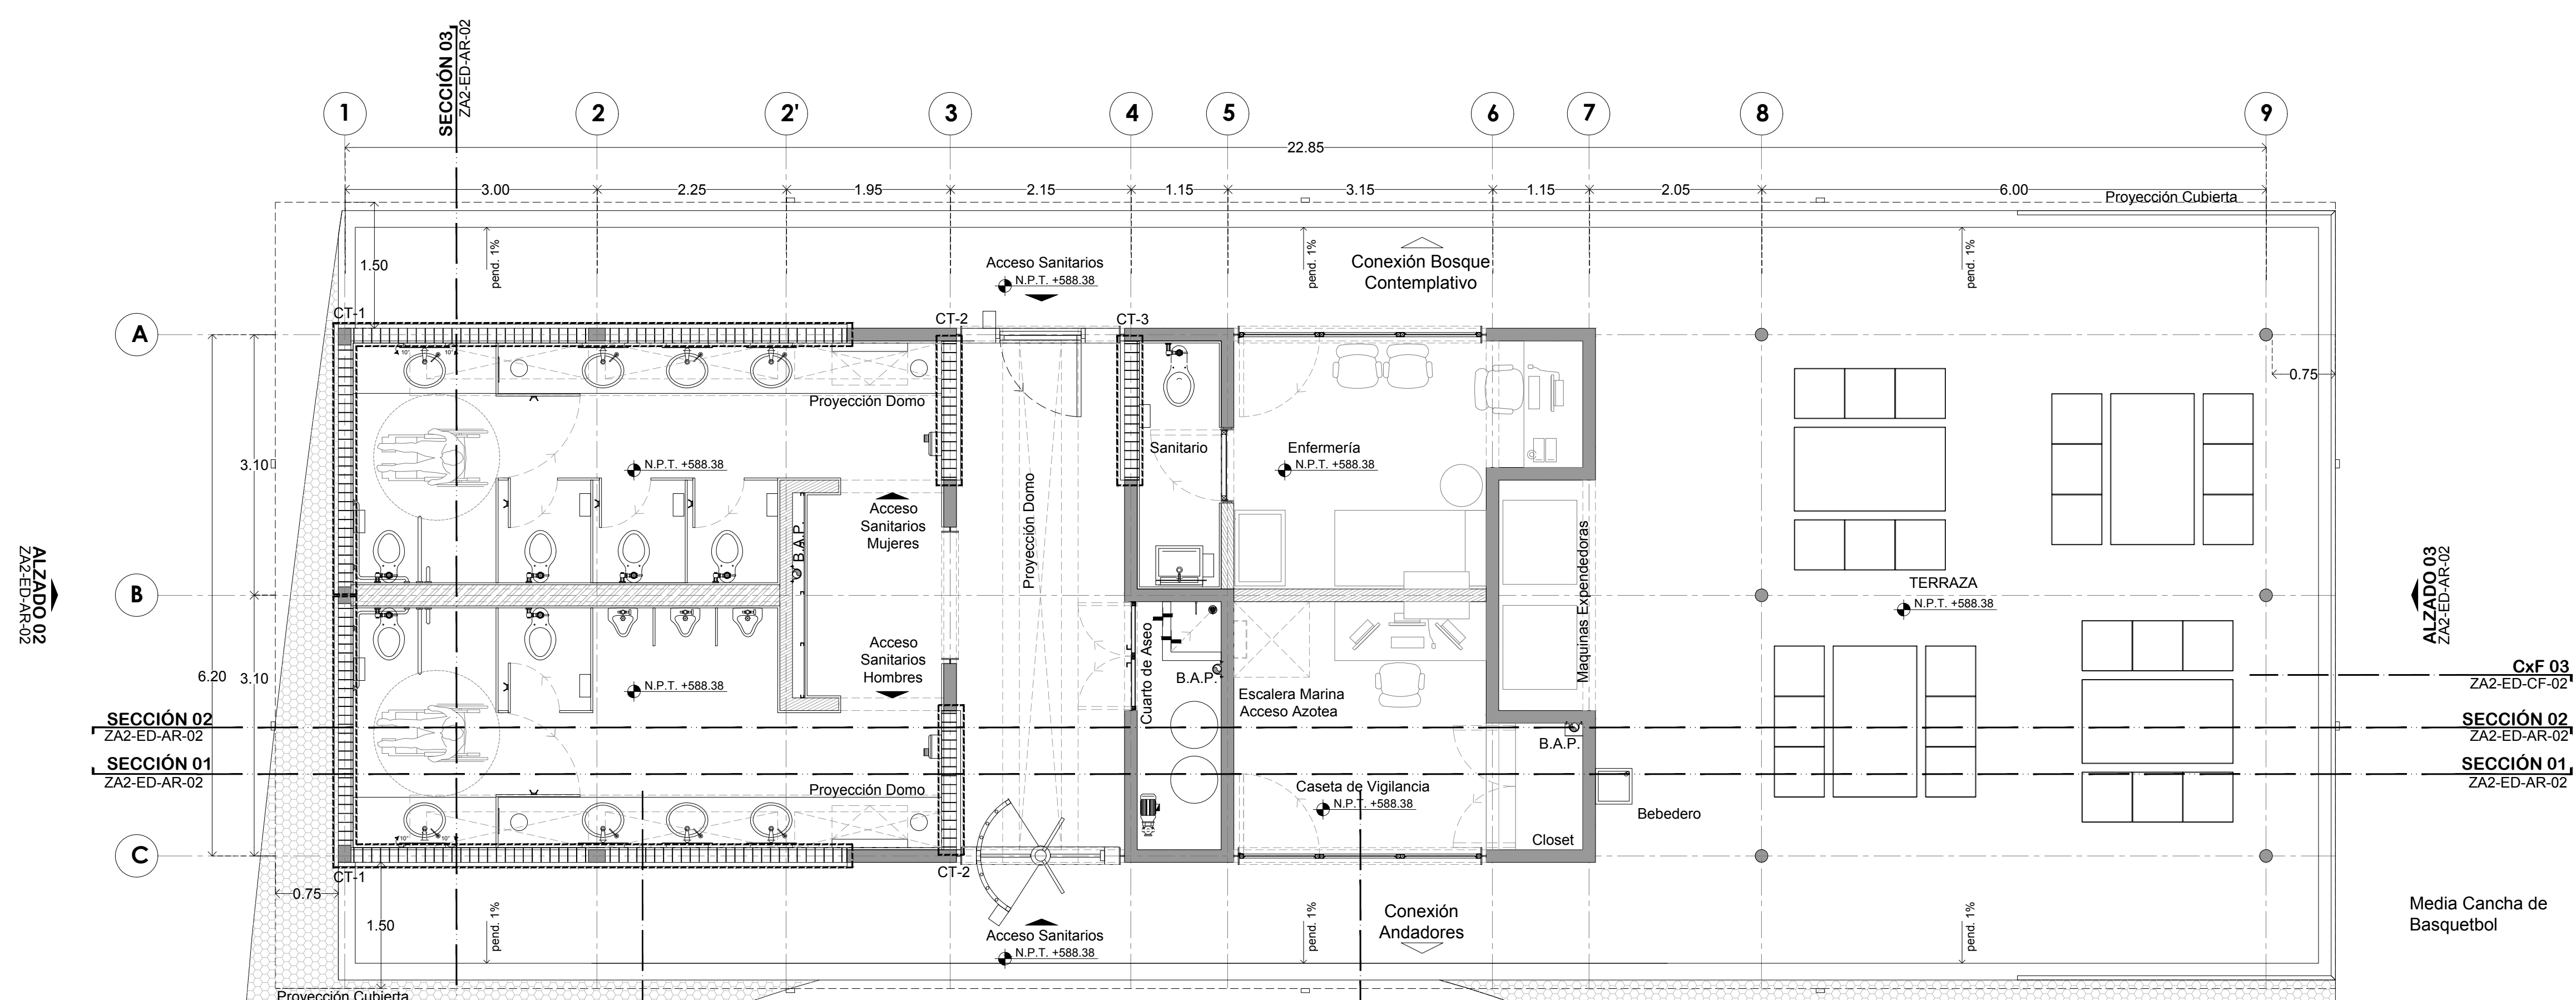 SECCIÓN 03
ZA2-ED-AR-02
1
2
2'
3
4
5
6
7
8
9
22.85
3.00
2.25
1.95
2.15
1.15
3.15
1.15
2.05
6.00
Proyección Cubierta
1.50
pend. 1%
Acceso Sanitarios
N.P.T. +588.38
pend. 1%
Conexión Bosque
Contemplativo
pend. 1%
CT-1
CT-2
CT-3
A
10"
10"
0.75
Proyección Domo
3.10
N.P.T. +588.38
Sanitario
Enfermería
N.P.T. +588.38
Acceso
Sanitarios
Mujeres
B.A.P.
Proyección Domo
Maquinas Expendedoras
ALZADO 02
ZA2-ED-AR-02
B
TERRAZA
N.P.T. +588.38
ALZADO 03
ZA2-ED-AR-02
Acceso
Sanitarios
Hombres
Cuarto de Aseo
B.A.P.
6.20
3.10
N.P.T. +588.38
Escalera Marina
Acceso Azotea
CxF 03
ZA2-ED-CF-02
SECCIÓN 02
ZA2-ED-AR-02
SECCIÓN 02
ZA2-ED-AR-02
B.A.P.
SECCIÓN 01
ZA2-ED-AR-02
SECCIÓN 01
ZA2-ED-AR-02
Proyección Domo
Caseta de Vigilancia
N.P.T. +588.38
Bebedero
10"
10"
Closet
C
CT-1
CT-2
0.75
1.50
pend. 1%
Acceso Sanitarios
N.P.T. +588.38
pend. 1%
Conexión
Andadores
pend. 1%
Media Cancha de
Basquetbol
Proyección Cubierta